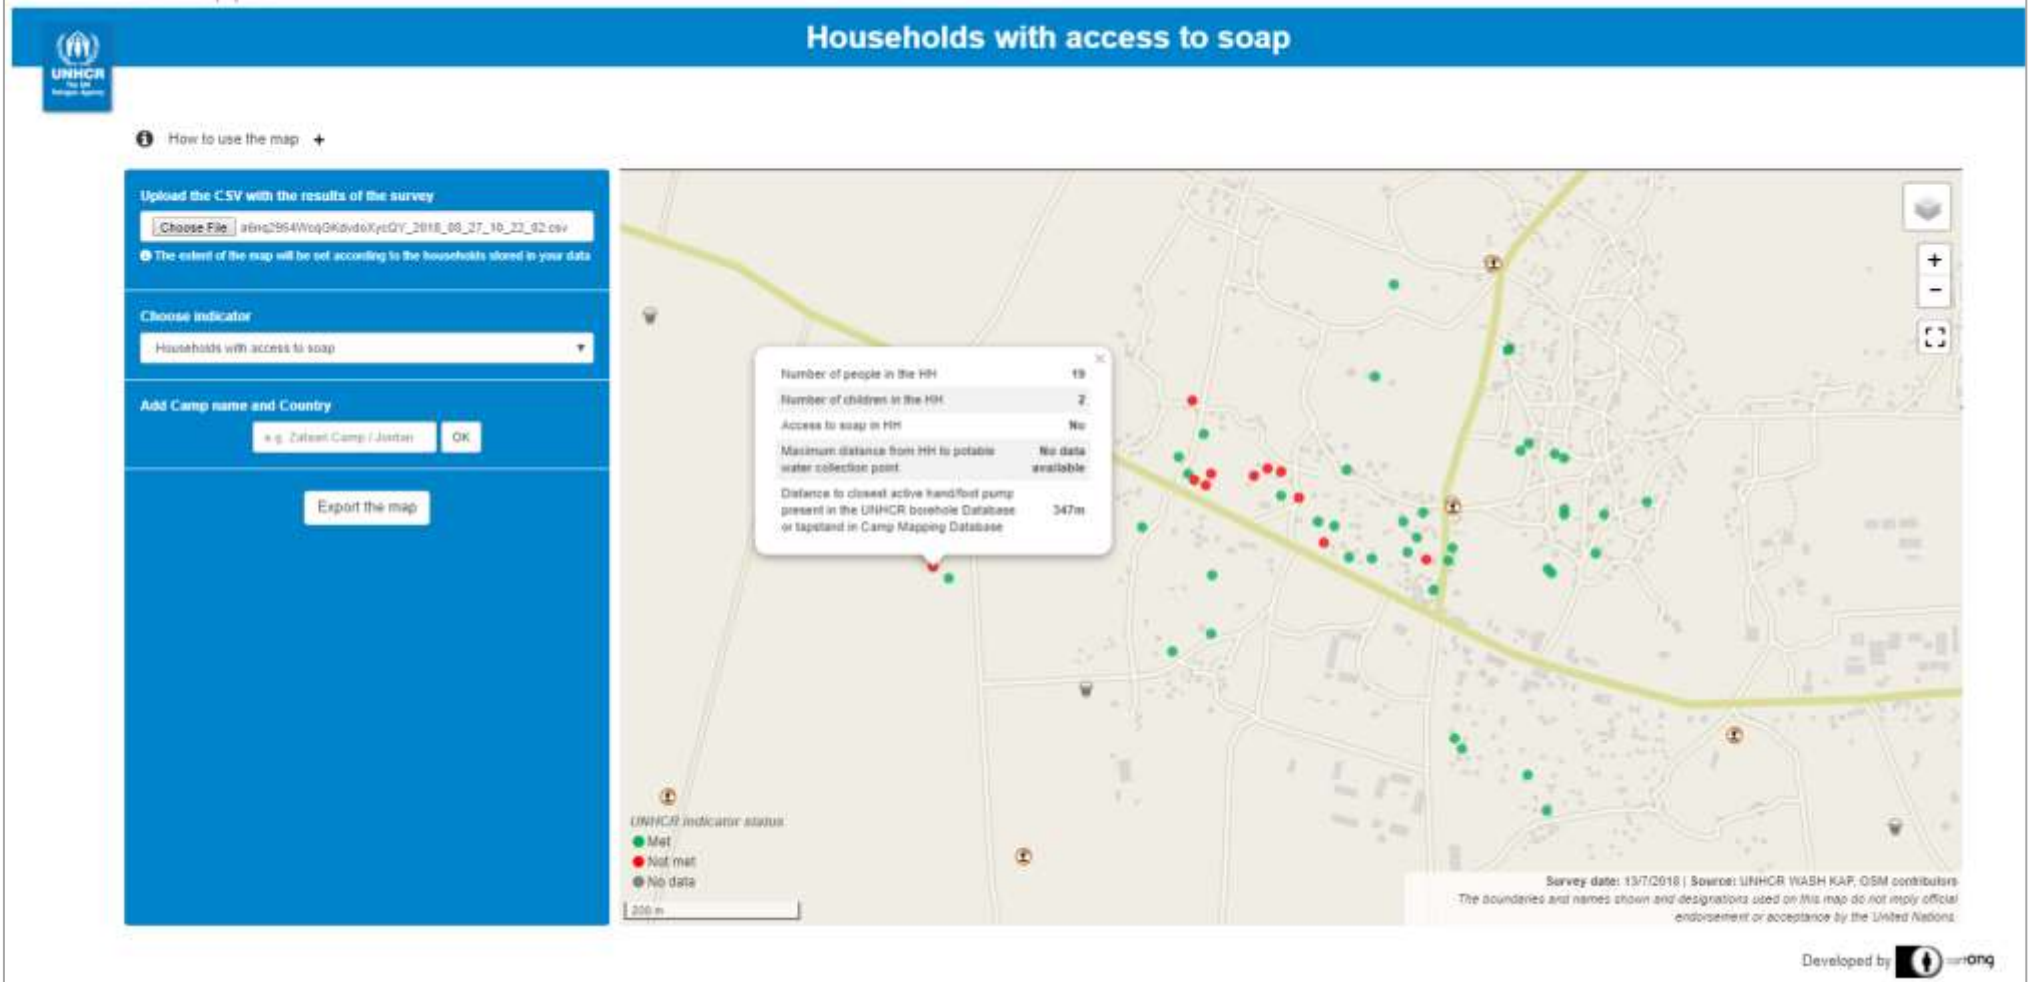 Households with access to soap
UNHCR
The UN
Refugee Agency
How to use the map +
Upload the CSV with the results of the survey
Choose File
The extent of the map will be set according to the households stored in your data
Choose indicator
Households with access to soap
Add Camp name and Country
e.g. Zaatari Camp / Jordan OK
Export the map
+
−
×
Number of people in the HH 19
Number of children in the HH 2
Access to soap in HH No
Maximum distance from HH to potable No data
water collection point available
Distance to closest active hand/foot pump
present in the UNHCR borehole Database 347m
or tapstand in Camp Mapping Database
UNHCR indicator status
Met
Not met
No data
200 m
Survey date: 13/7/2018 | Source: UNHCR WASH KAP, OSM contributors
The boundaries and names shown and designations used on this map do not imply official
endorsement or acceptance by the United Nations.
Developed by